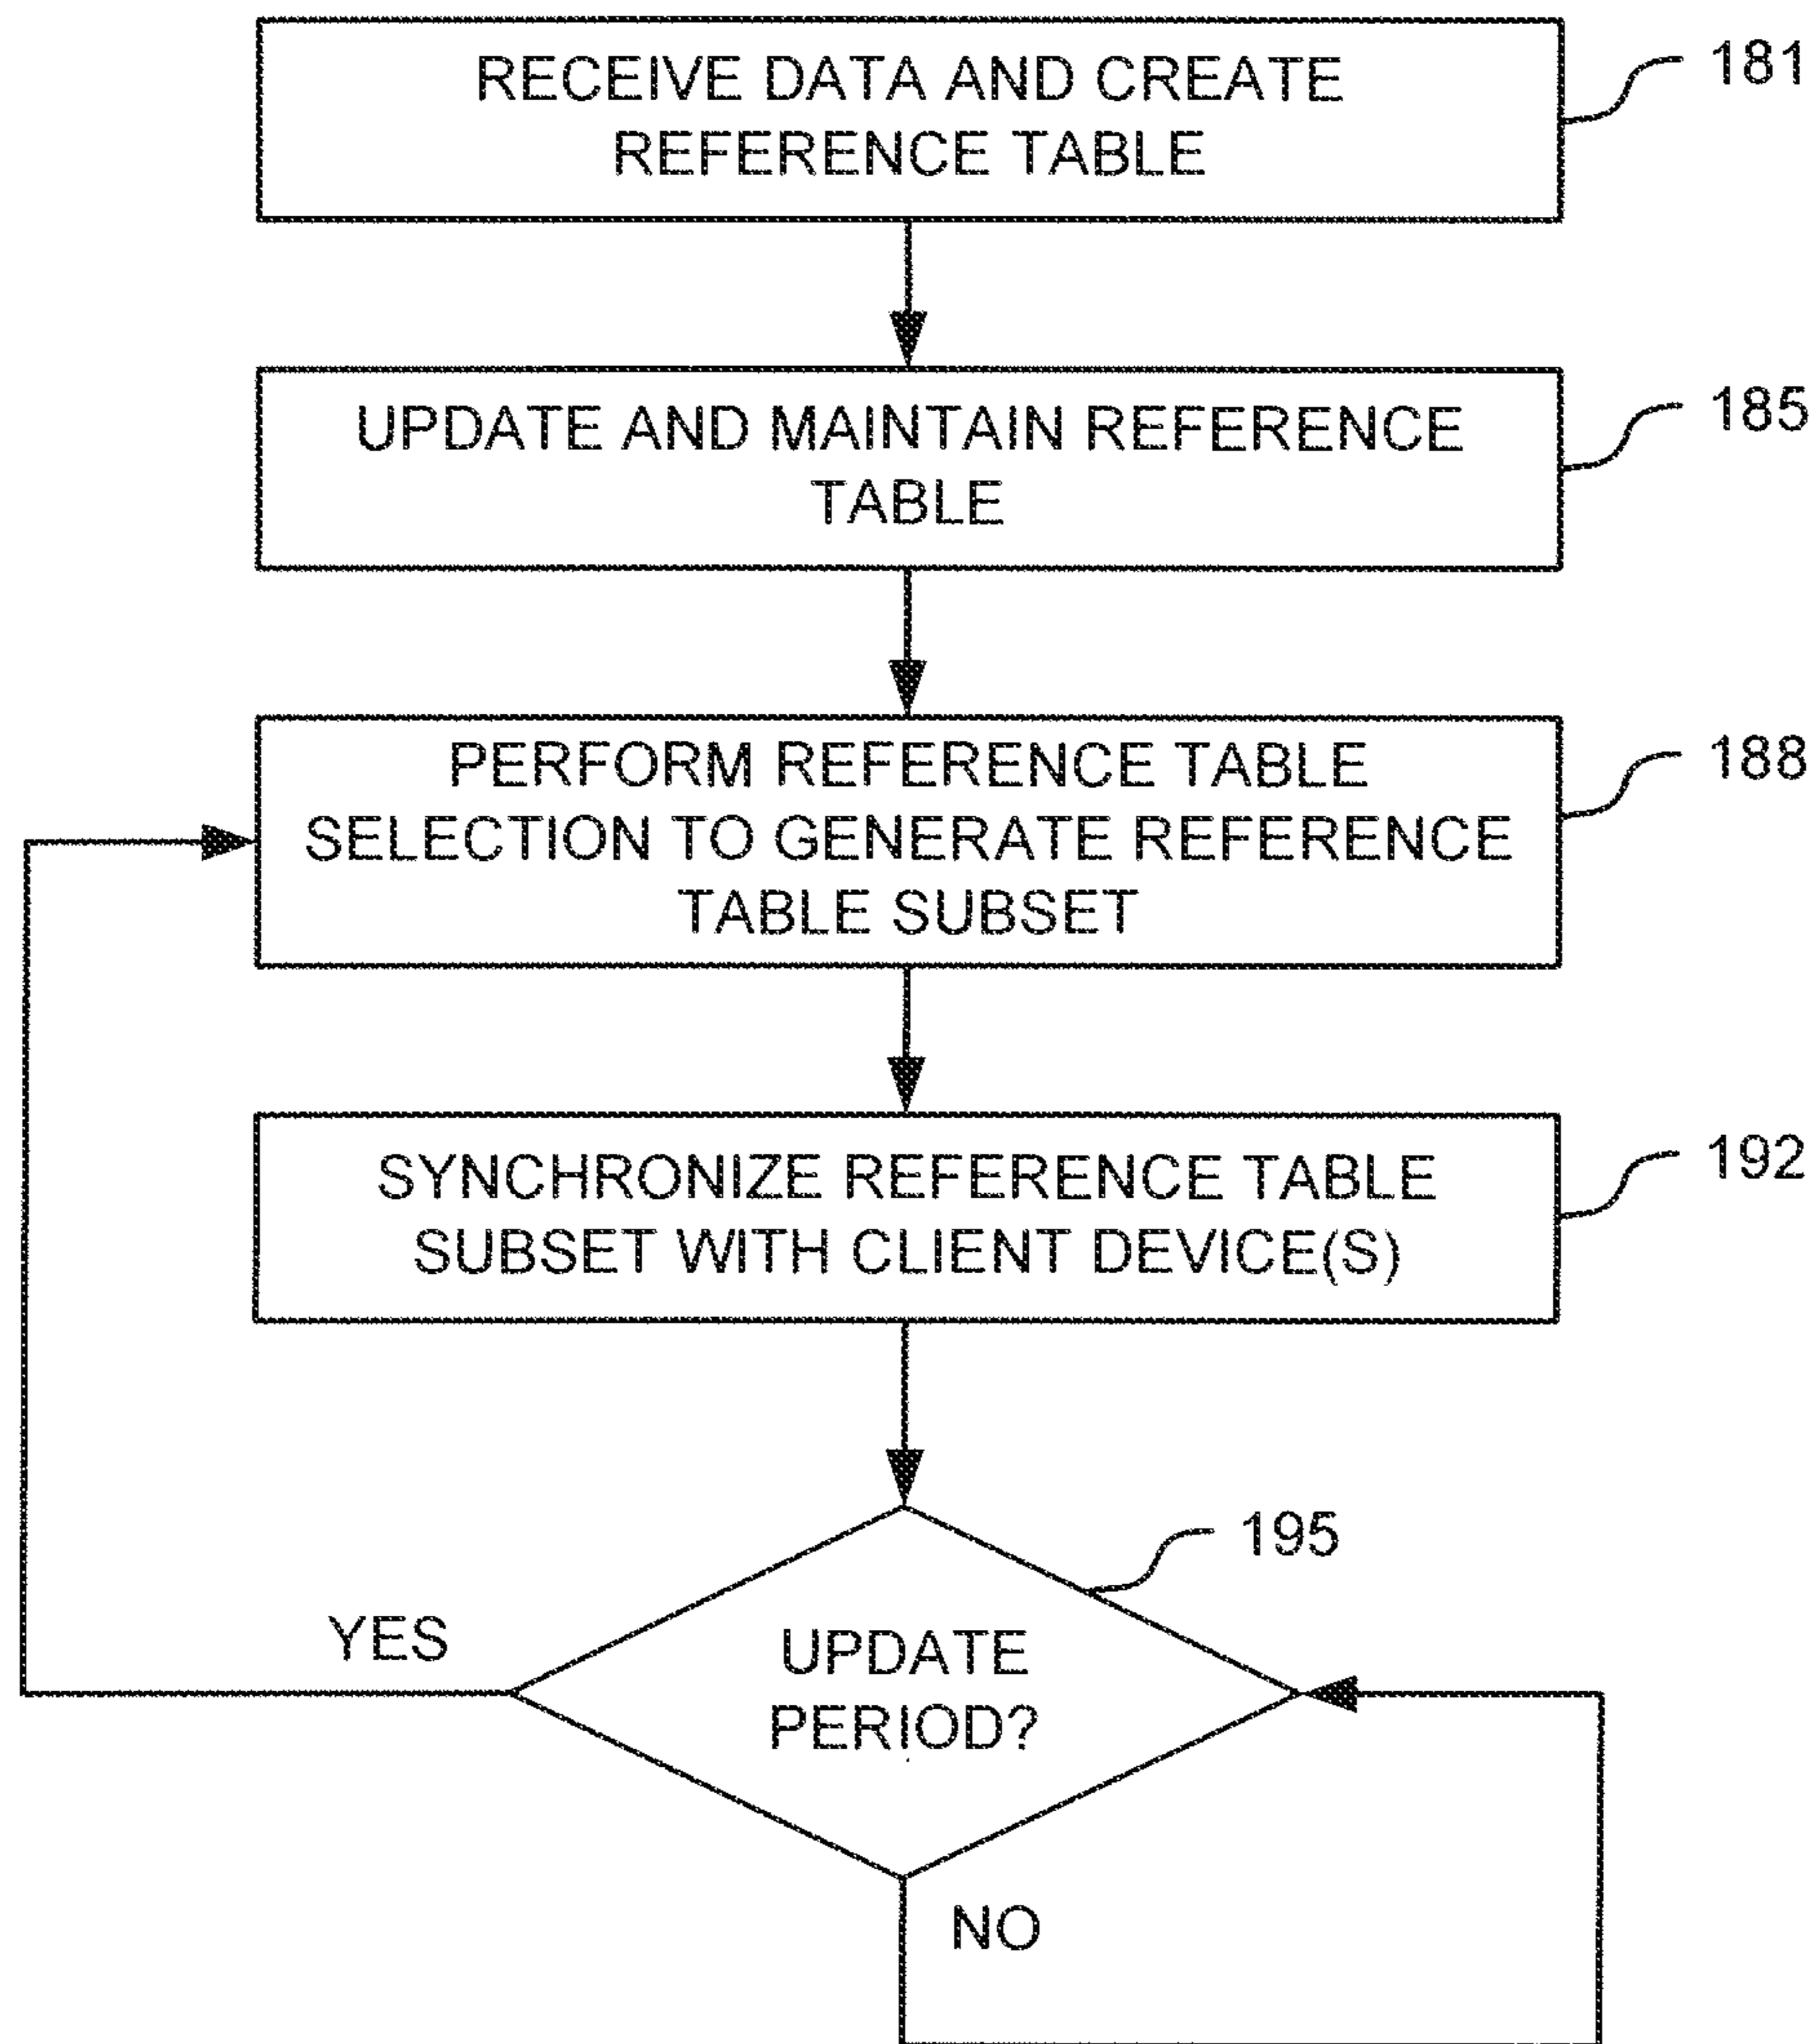 RECEIVE DATA AND CREATE
REFERENCE TABLE
181
UPDATE AND MAINTAIN REFERENCE
TABLE
185
PERFORM REFERENCE TABLE
SELECTION TO GENERATE REFERENCE
TABLE SUBSET
188
SYNCHRONIZE REFERENCE TABLE
SUBSET WITH CLIENT DEVICE(S)
192
195
YES
UPDATE
PERIOD?
NO